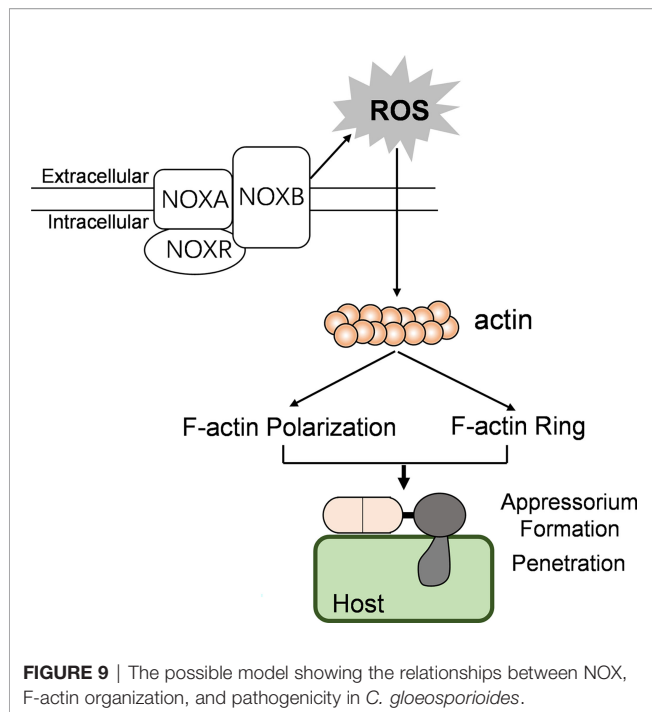 ROS
Extracellular
NOXA
NOXB
Intracellular
NOXR
actin
F-actin Polarization
F-actin Ring
Appressorium
Formation
Penetration
Host
FIGURE 9 | The possible model showing the relationships between NOX,
F-actin organization, and pathogenicity in C. gloeosporioides.